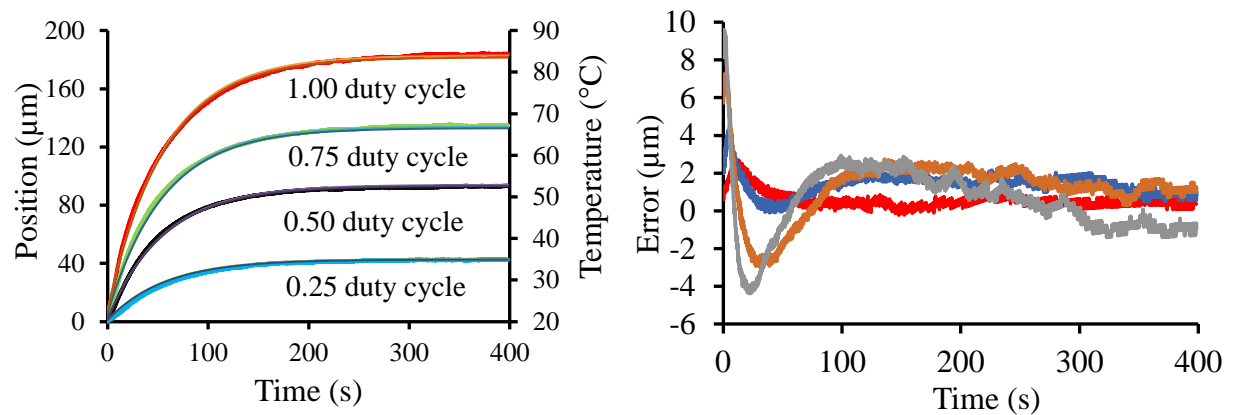 Position (µm)
200
160
120
80
40
0
1.00 duty cycle
0.75 duty cycle
0.50 duty cycle
0.25 duty cycle
90
80
70
60
50
40
30
20
Temperature (°C)
0 100 200 300 400
Time (s)
Error (µm)
10
8
6
4
2
0
-2
-4
-6
0 100 200 300 400
Time (s)